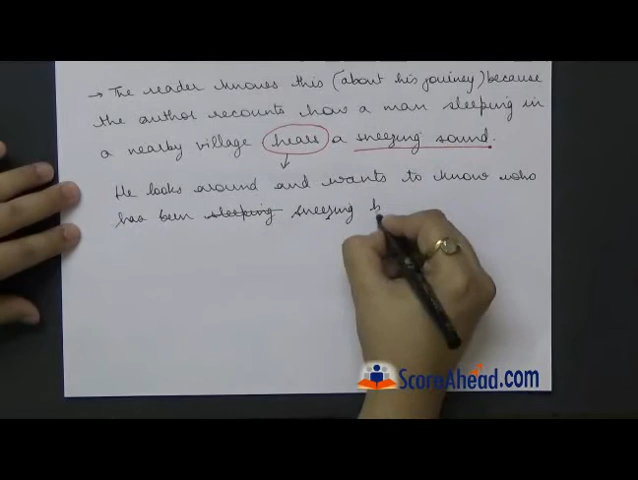 → The reader knows this (about his journey) because
the author recounts how a man sleeping in
a nearby village hears a sneezing sound.
He looks around and wants to know who
has been sleeping sneezing b
ScoreAhead.com